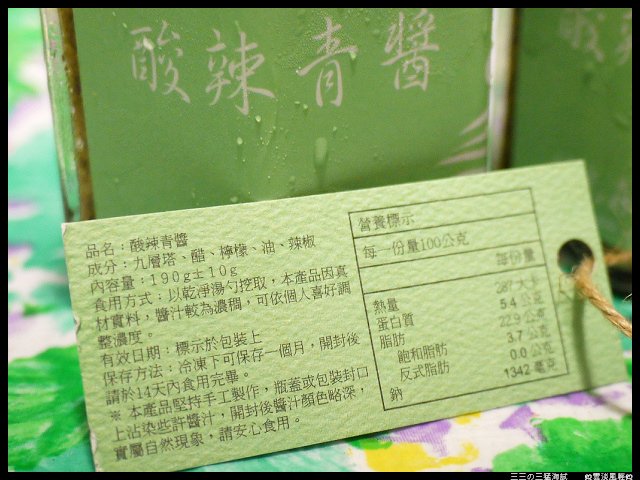 酸辣青醬
品名：酸辣青醬
成分：九層塔、醋、檸檬、油、辣椒
內容量：190g±10g
食用方式：以乾淨湯勺挖取，本產品因真
材實料，醬汁較為濃稠，可依個人喜好調
整濃度。
有效日期：標示於包裝上
保存方法：冷凍下可保存一個月，開封後
請於14天內食用完畢。
※本產品堅持手工製作，瓶蓋或包裝封口
上沾染些許醬汁，開封後醬汁顏色略深，
實屬自然現象，請安心食用。
營養標示
每一份量100公克
每份量
熱量 287大卡
蛋白質 5.4 公克
脂肪 22.9 公克
飽和脂肪 3.7 公克
反式脂肪 0.0 公克
鈉 1342 毫克
三三の三猛海賊